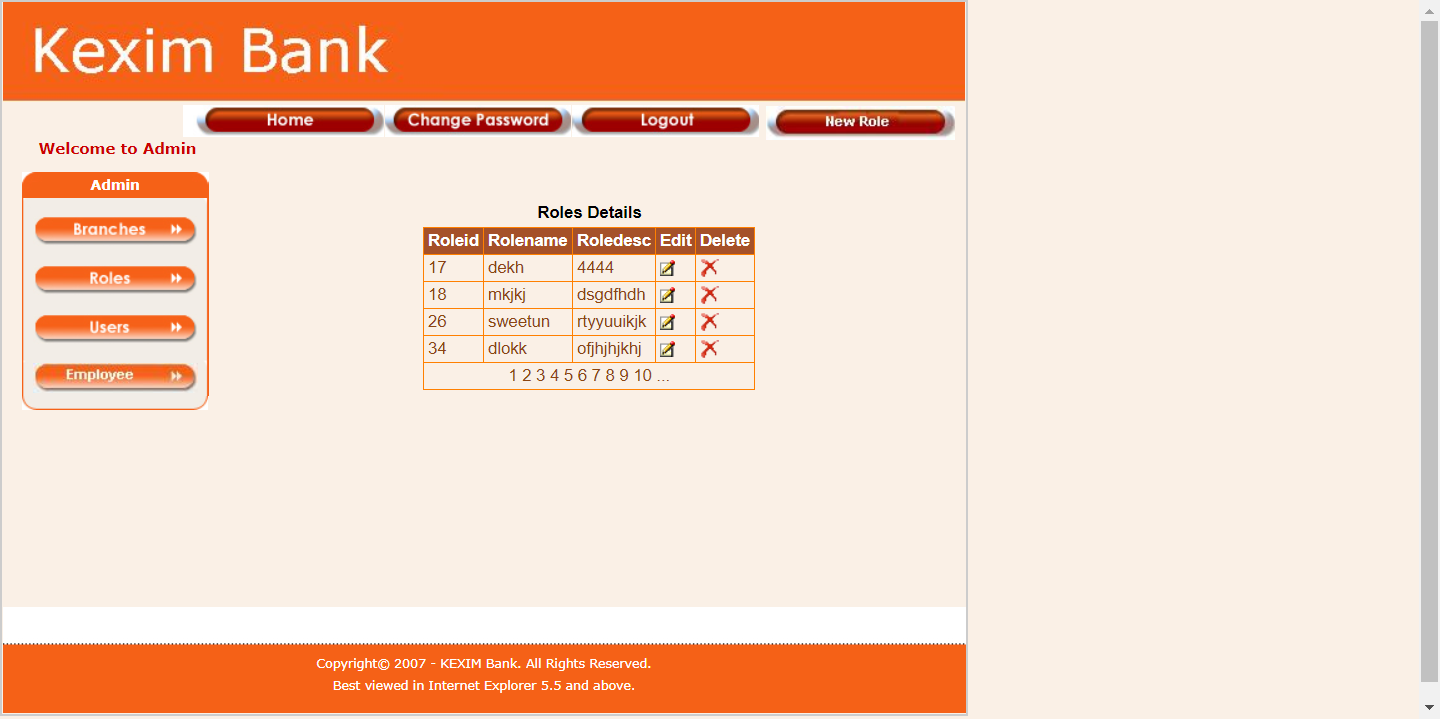 Kexim Bank
Home Change Password Logout New Role
Welcome to Admin
Admin
Branches
Roles
Users
Employee
Roles Details
Roleid Rolename Roledesc Edit Delete
17 dekh 4444
18 mkjkj dsgdfhdh
26 sweetun rtyyuuikjk
34 dlokk ofjhjhjkhj
1 2 3 4 5 6 7 8 9 10 ...
Copyright© 2007 - KEXIM Bank. All Rights Reserved.
Best viewed in Internet Explorer 5.5 and above.